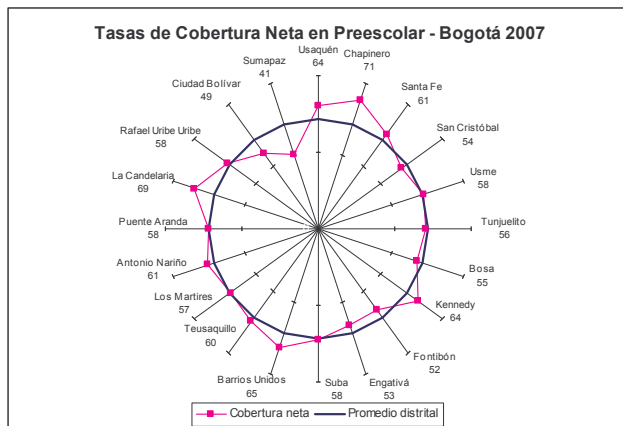 Tasas de Cobertura Neta en Preescolar - Bogotá 2007
Usaquén
64
Chapinero
71
Santa Fe
61
San Cristóbal
54
Usme
58
Tunjuelito
56
Bosa
55
Kennedy
64
Fontibón
52
Engativá
53
Suba
58
Barrios Unidos
65
Teusaquillo
60
Los Martires
57
Antonio Nariño
61
Puente Aranda
58
La Candelaria
69
Rafael Uribe Uribe
58
Ciudad Bolívar
49
Sumapaz
41
Cobertura neta
Promedio distrital